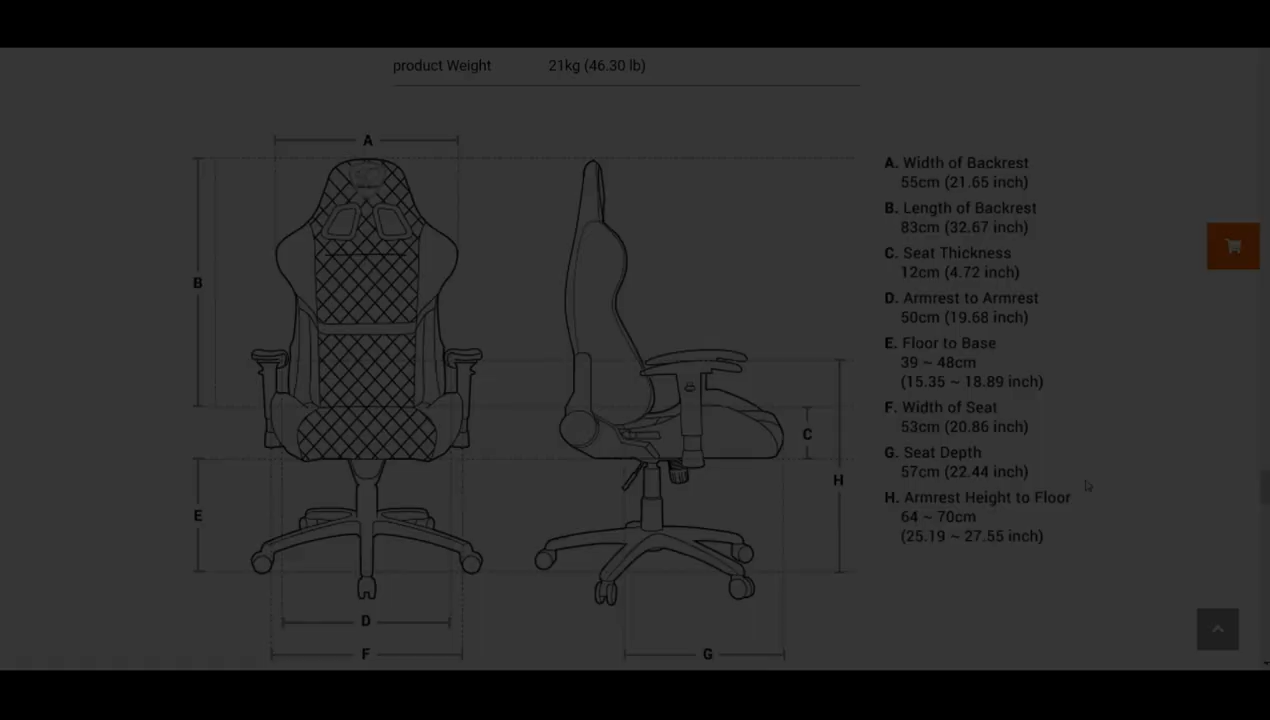 product Weight 21kg (46.30 lb)
A
B
E
D
F
C
H
G
A. Width of Backrest
55cm (21.65 inch)
B. Length of Backrest
83cm (32.67 inch)
C. Seat Thickness
12cm (4.72 inch)
D. Armrest to Armrest
50cm (19.68 inch)
E. Floor to Base
39 ~ 48cm
(15.35 ~ 18.89 inch)
F. Width of Seat
53cm (20.86 inch)
G. Seat Depth
57cm (22.44 inch)
H. Armrest Height to Floor
64 ~ 70cm
(25.19 ~ 27.55 inch)